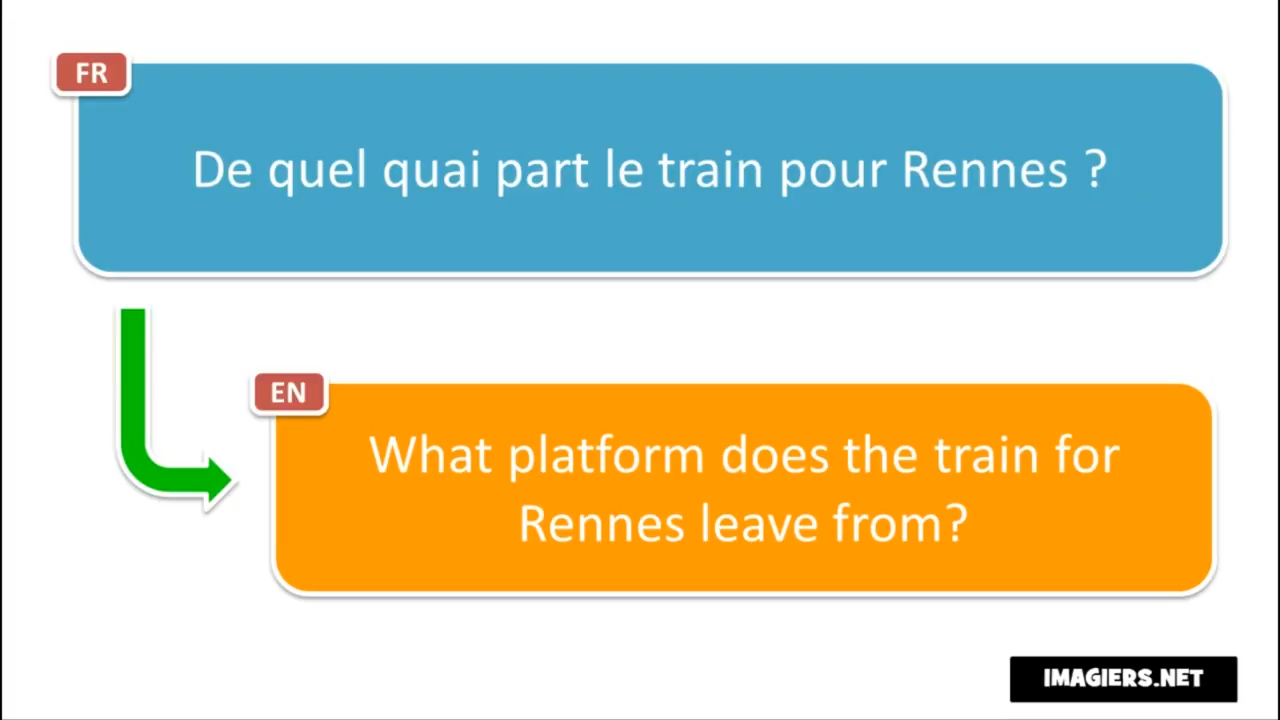 FR
De quel quai part le train pour Rennes ?
EN
What platform does the train for
Rennes leave from?
IMAGIERS.NET